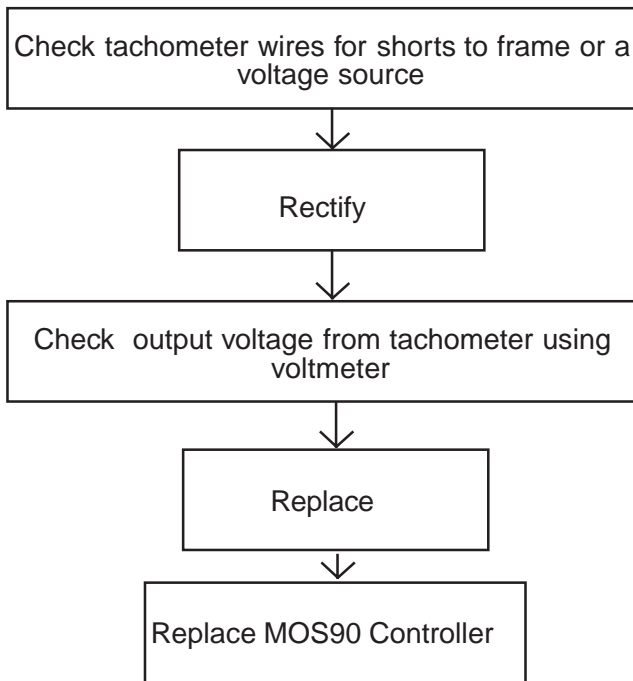 Check tachometer wires for shorts to frame or a
voltage source
Rectify
Check output voltage from tachometer using
voltmeter
Replace
Replace MOS90 Controller